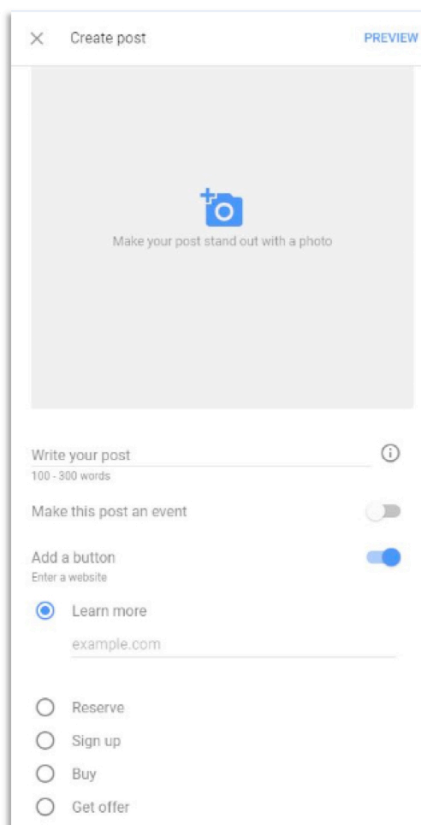 Create post
PREVIEW
Make your post stand out with a photo
Write your post
100 - 300 words
Make this post an event
Add a button
Enter a website
Learn more
example.com
Reserve
Sign up
Buy
Get offer